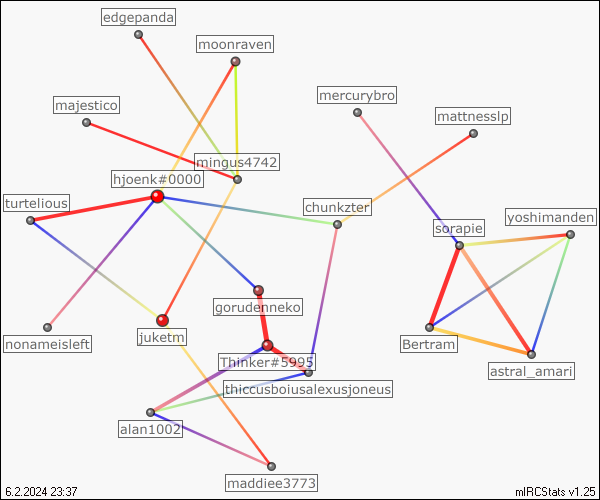 edgepanda
moonraven
mercurybro
majestico
mattnesslp
mingus4742
hjoenk#0000
turtelious
chunkzter
yoshimanden
sorapie
gorudenneko
nonameisleft
juketm
Bertram
Thinker#5995
astral_amari
thiccsboiusalexusjoneus
alan1002
maddiee3773
6.2.2024 23:37
mIRCStats v1.25